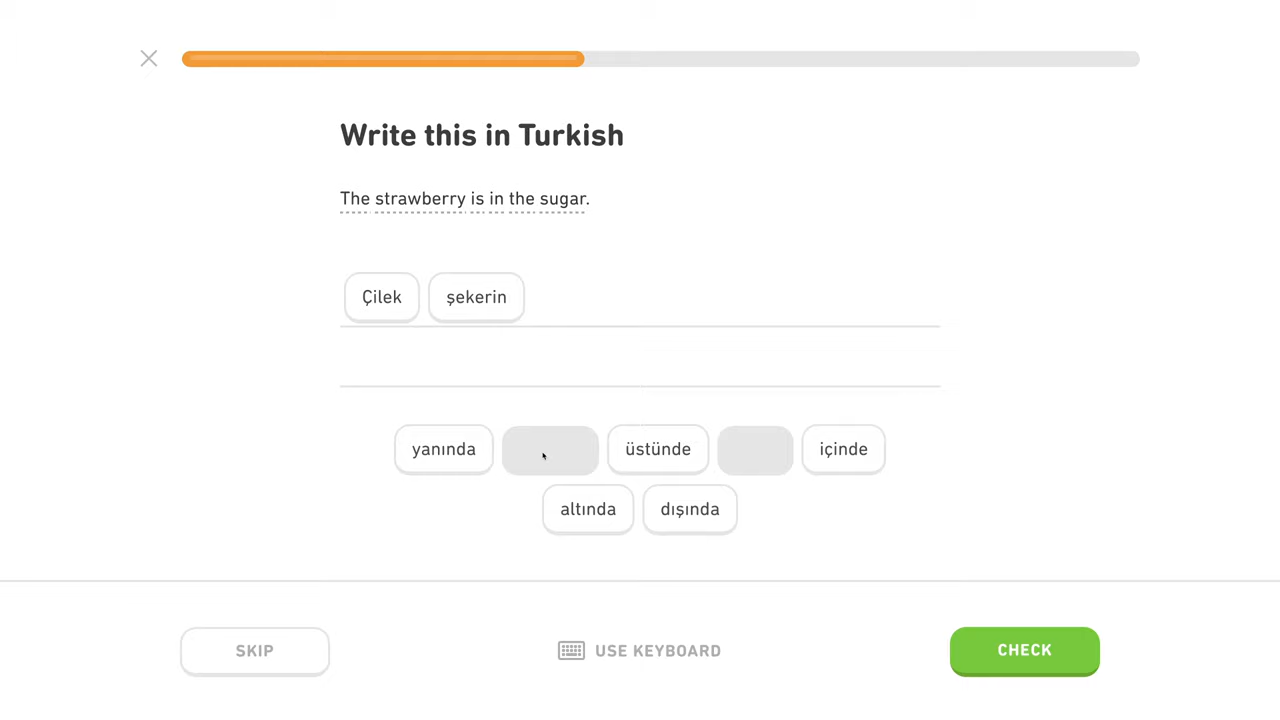 Write this in Turkish
The strawberry is in the sugar.
Çilek şekerin
yanında üstünde içinde
altında dışında
SKIP USE KEYBOARD CHECK